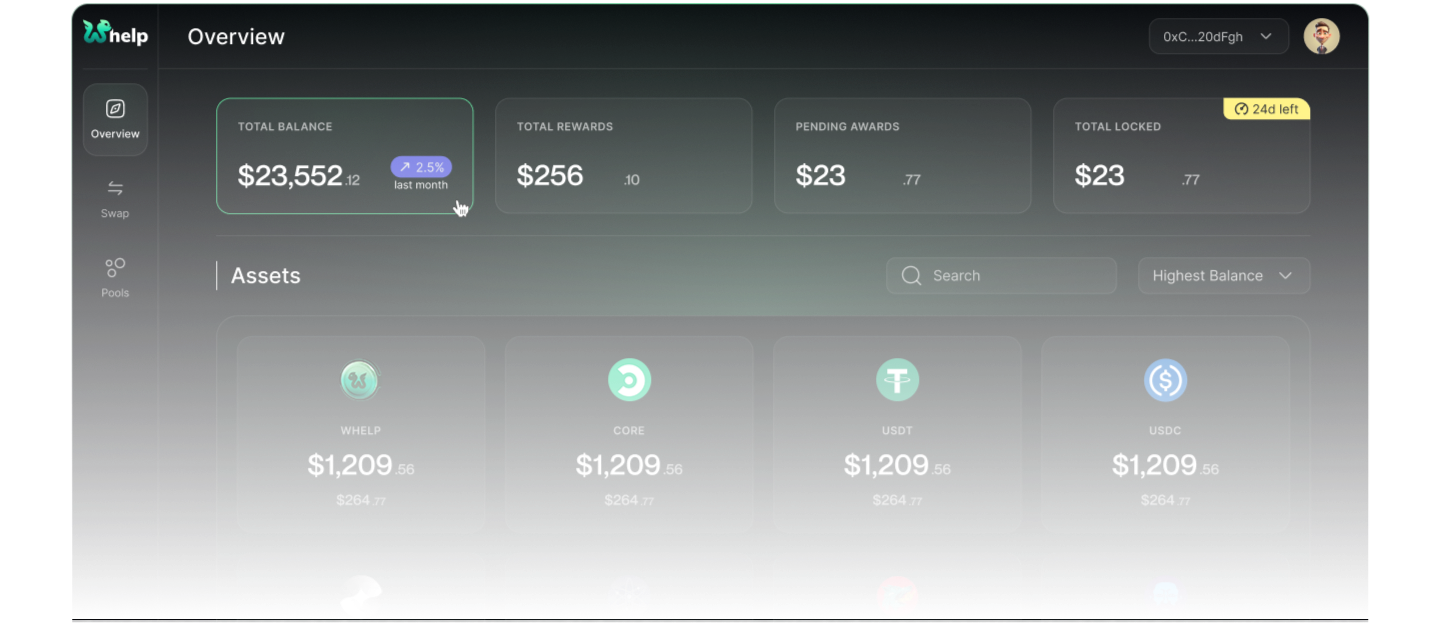 Whelp
Overview
0xC...20dFgh
Overview
Swap
Pools
TOTAL BALANCE
$23,552.12
2.5%
last month
TOTAL REWARDS
$256 .10
PENDING AWARDS
$23 .77
24d left
TOTAL LOCKED
$23 .77
Assets
Search
Highest Balance
WHELP
$1,209.56
$264.77
CORE
$1,209.56
$264.77
USDT
$1,209.56
$264.77
USDC
$1,209.56
$264.77